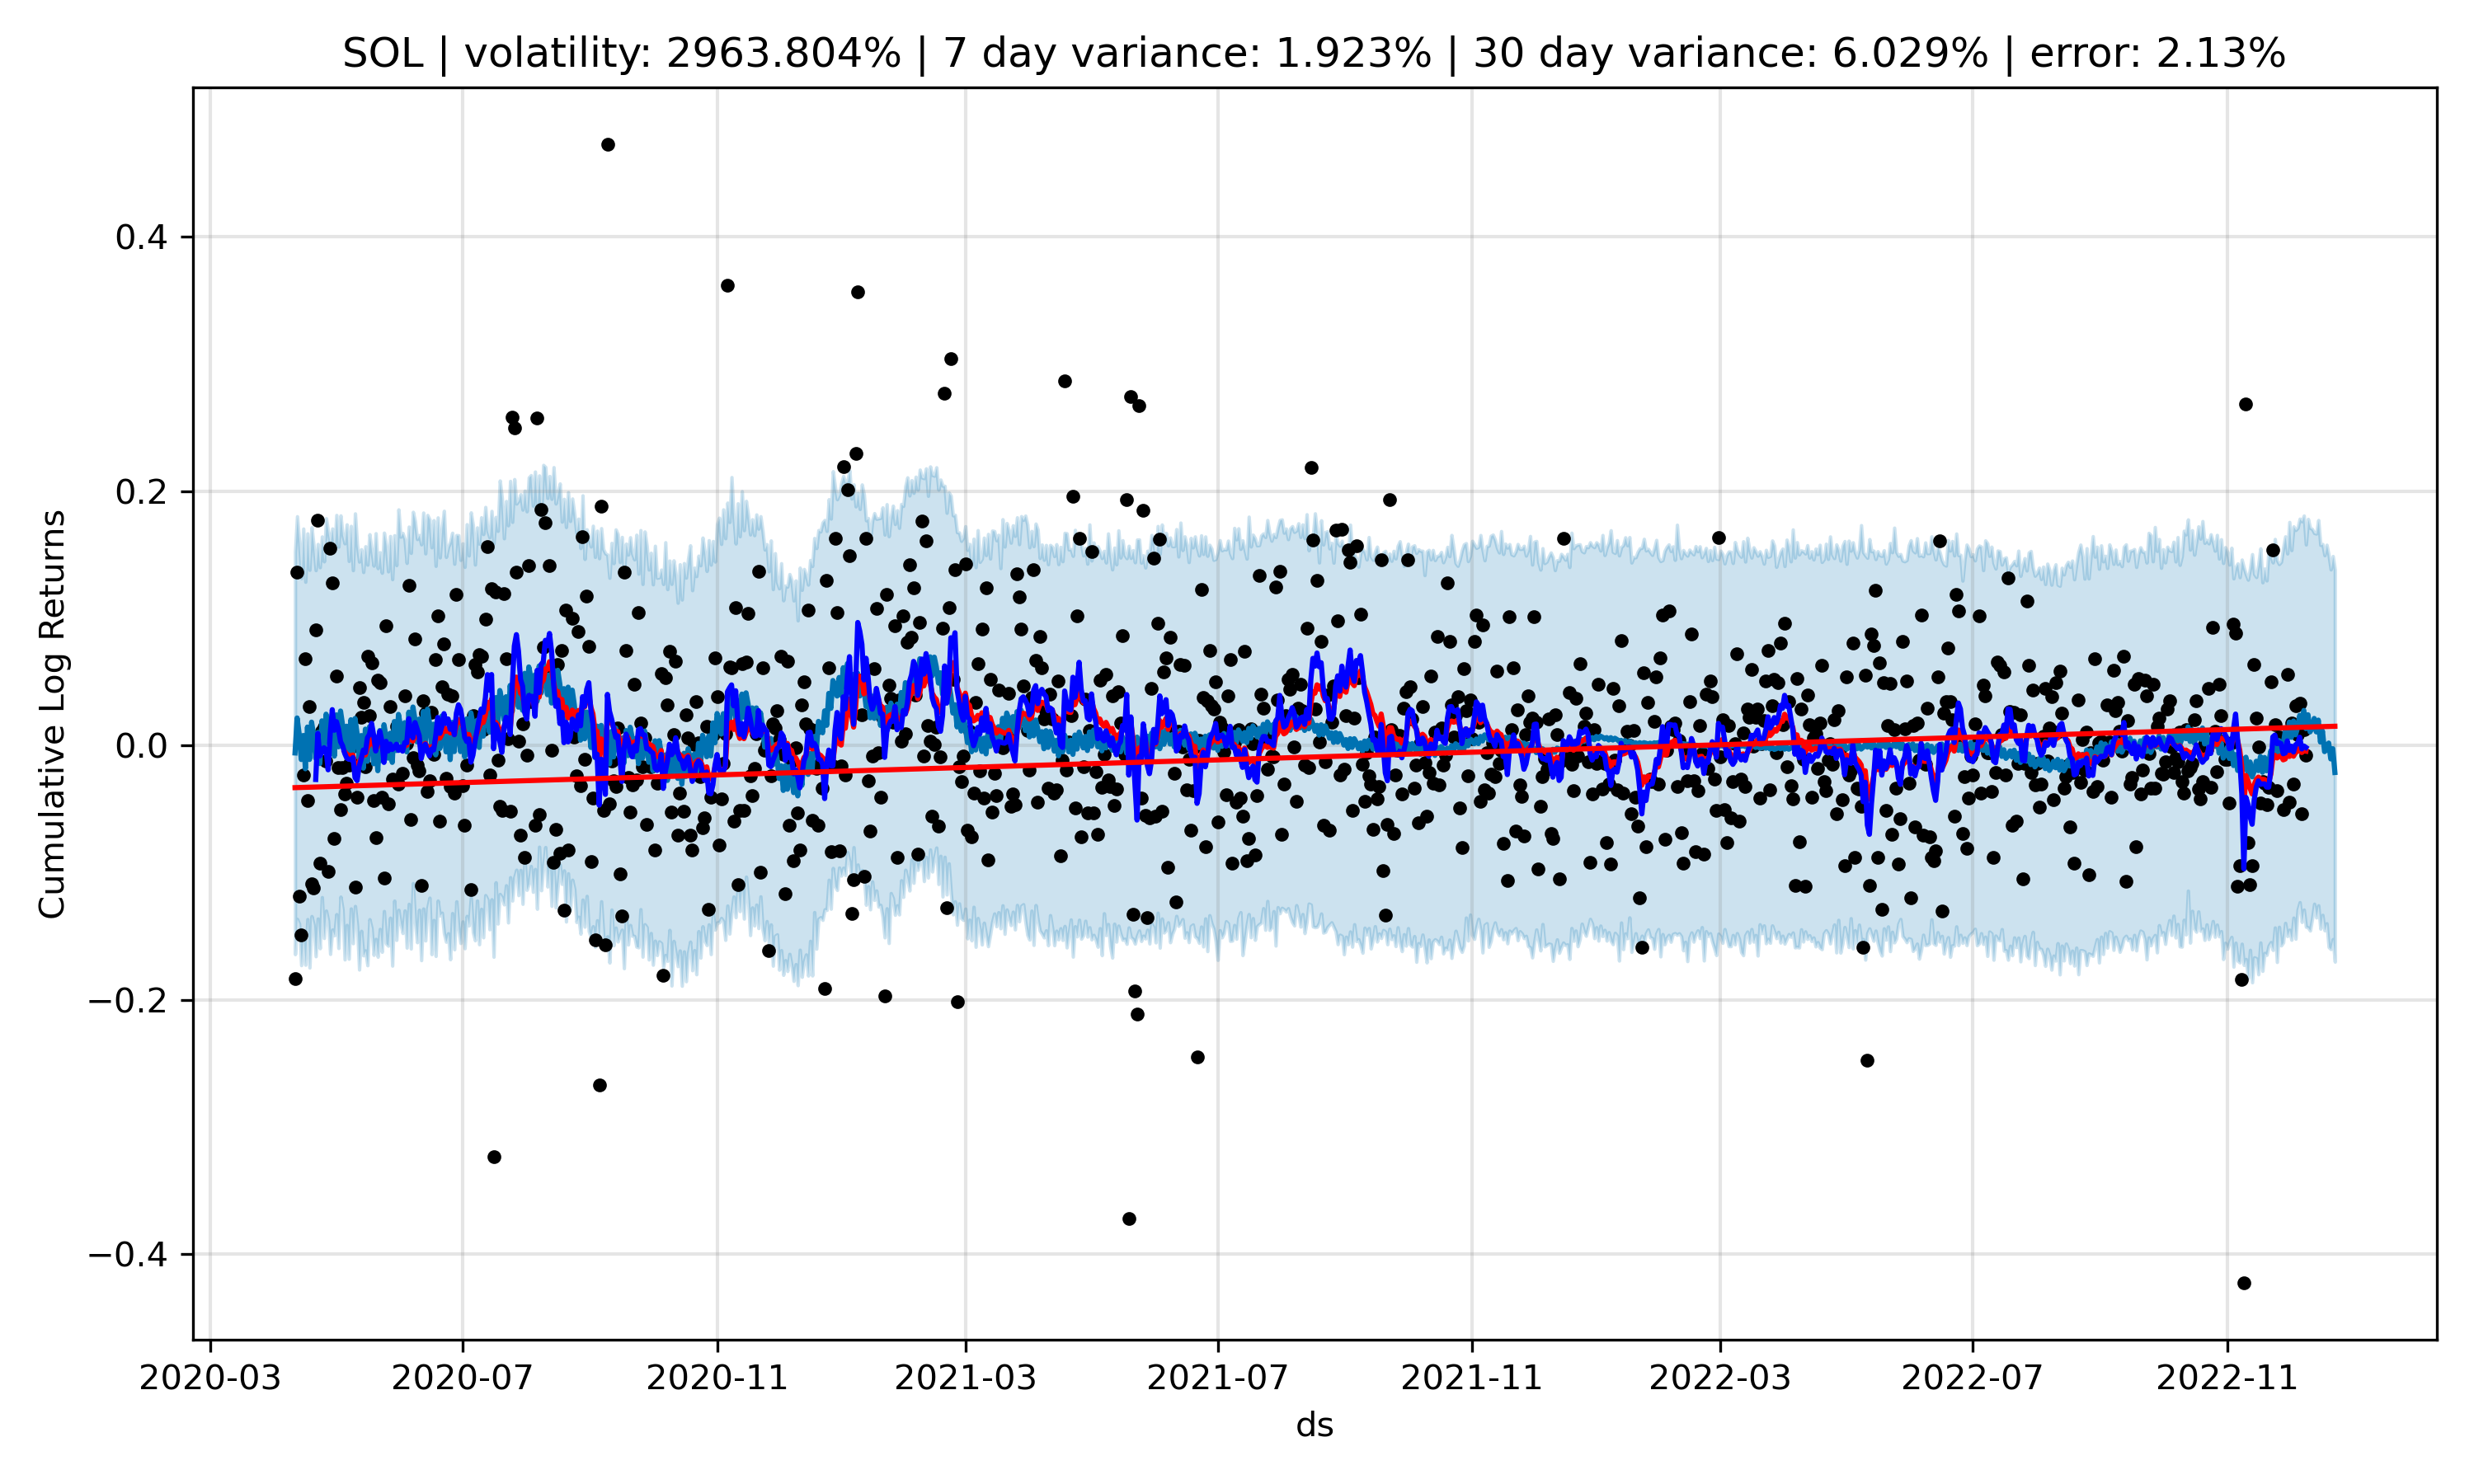 SOL | volatility: 2963.804% | 7 day variance: 1.923% | 30 day variance: 6.029% | error: 2.13%
Cumulative Log Returns
0.4
0.2
0.0
−0.2
−0.4
2020-03 2020-07 2020-11 2021-03 2021-07 2021-11 2022-03 2022-07 2022-11
ds